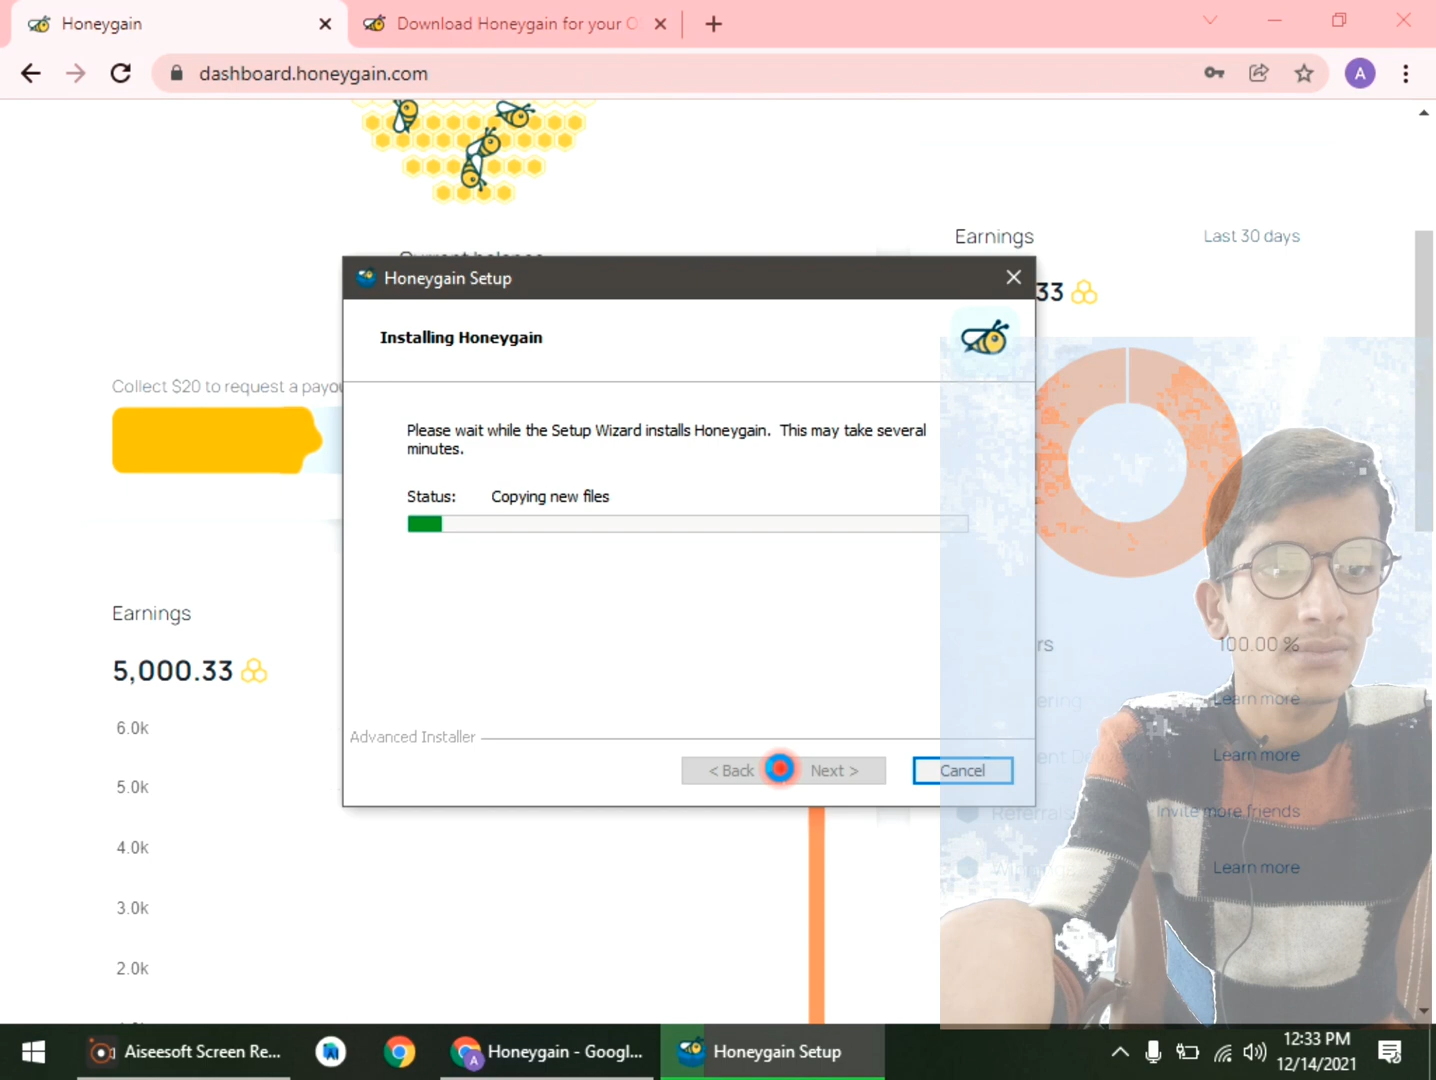 Honeygain
Download Honeygain for your O
dashboard.honeygain.com
A
Earnings
Last 30 days
33
Collect $20 to request a payou
Honeygain Setup
Installing Honeygain
Please wait while the Setup Wizard installs Honeygain. This may take several
minutes.
Status: Copying new files
Earnings
5,000.33
6.0k
5.0k
4.0k
3.0k
2.0k
Advanced Installer
< Back
Next >
Cancel
rs
100.00 %
ering
Learn more
Learn more
Referrals
Invite more friends
Learn more
Aiseesoft Screen Re...
Honeygain - Googl...
Honeygain Setup
12:33 PM
12/14/2021